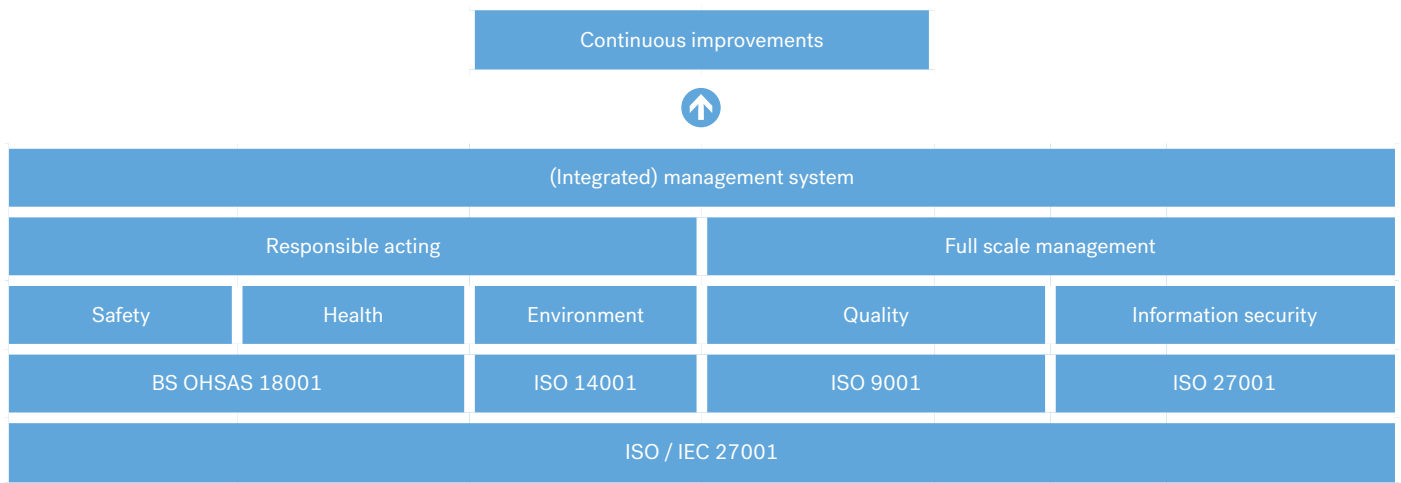 Continuous improvements
(Integrated) management system
Responsible acting
Full scale management
Safety
Health
Environment
Quality
Information security
BS OHSAS 18001
ISO 14001
ISO 9001
ISO 27001
ISO / IEC 27001